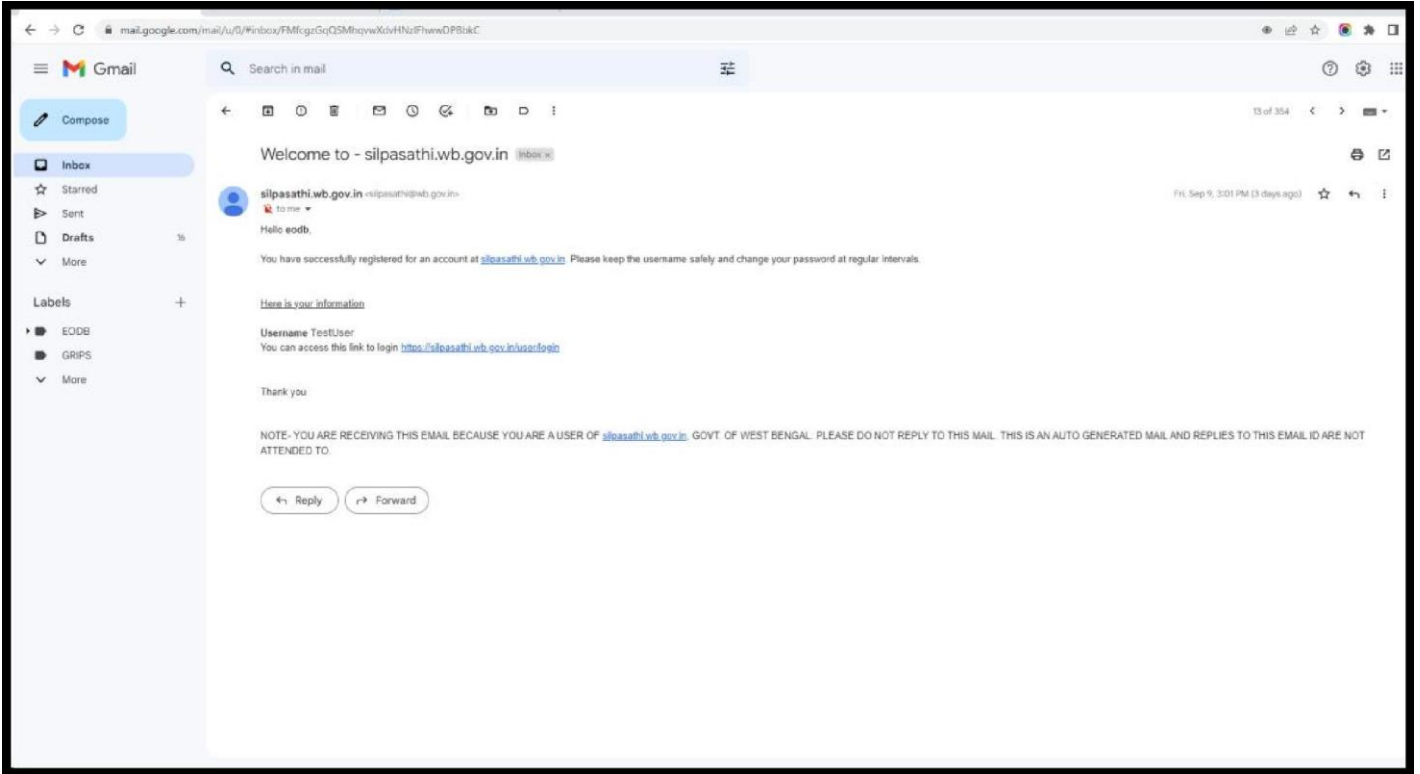 mail.google.com/mail/u/0/#inbox/FMfcgzGqQSMhqvwXdvHNzlFhwwDPBbkC
Gmail
Search in mail
Compose
13 of 354
Inbox
Starred
Sent
Drafts 16
More
Labels +
EODB
GRIPS
More
Welcome to - silpasathi.wb.gov.in Inbox x
silpasathi.wb.gov.in <silpasathi@wb.gov.in> Fri, Sep 9, 3:01 PM (3 days ago)
to me
Hello eodb,
You have successfully registered for an account at silpasathi.wb.gov.in. Please keep the username safely and change your password at regular intervals.
Here is your information
Username TestUser
You can access this link to login https://silpasathi.wb.gov.in/user/login
Thank you
NOTE- YOU ARE RECEIVING THIS EMAIL BECAUSE YOU ARE A USER OF silpasathi.wb.gov.in, GOVT. OF WEST BENGAL. PLEASE DO NOT REPLY TO THIS MAIL. THIS IS AN AUTO GENERATED MAIL AND REPLIES TO THIS EMAIL ID ARE NOT
ATTENDED TO.
Reply
Forward